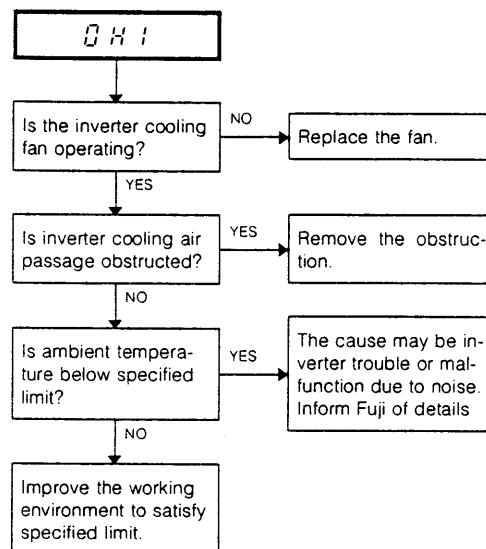 OH1
Is the inverter cooling
fan operating?
NO
Replace the fan.
YES
Is inverter cooling air
passage obstructed?
YES
Remove the obstruc-
tion.
NO
Is ambient tempera-
ture below specified
limit?
YES
The cause may be in-
verter trouble or mal-
function due to noise.
Inform Fuji of details
NO
Improve the working
environment to satisfy
specified limit.